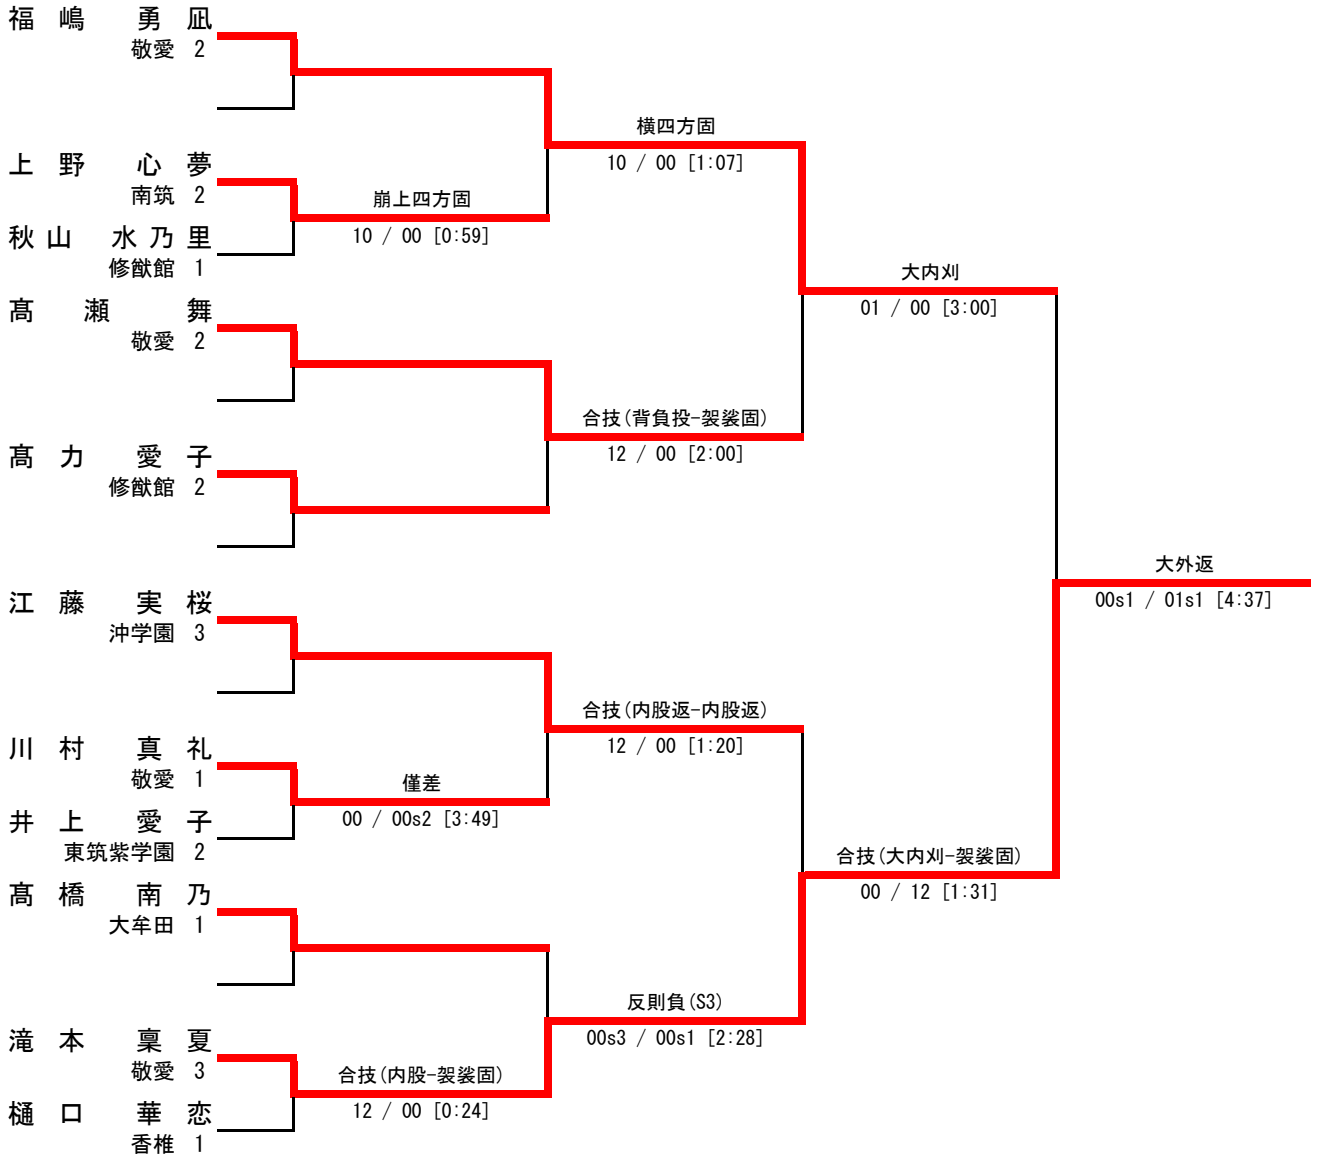 福嶋 勇凪
敬愛 2
上野 心夢
南筑 2
秋山 水乃里
修猷館 1
髙瀬 舞
敬愛 2
髙力 愛子
修猷館 2
江藤 実桜
沖学園 3
川村 真礼
敬愛 1
井上 愛子
東筑紫学園 2
髙橋 南乃
大牟田 1
滝本 稟夏
敬愛 3
樋口 華恋
香椎 1
崩上四方固
10 / 00 [0:59]
僅差
00 / 00s2 [3:49]
合技(内股-袈裟固)
12 / 00 [0:24]
横四方固
10 / 00 [1:07]
合技(背負投-袈裟固)
12 / 00 [2:00]
合技(内股返-内股返)
12 / 00 [1:20]
反則負(S3)
00s3 / 00s1 [2:28]
大内刈
01 / 00 [3:00]
合技(大内刈-袈裟固)
00 / 12 [1:31]
大外返
00s1 / 01s1 [4:37]